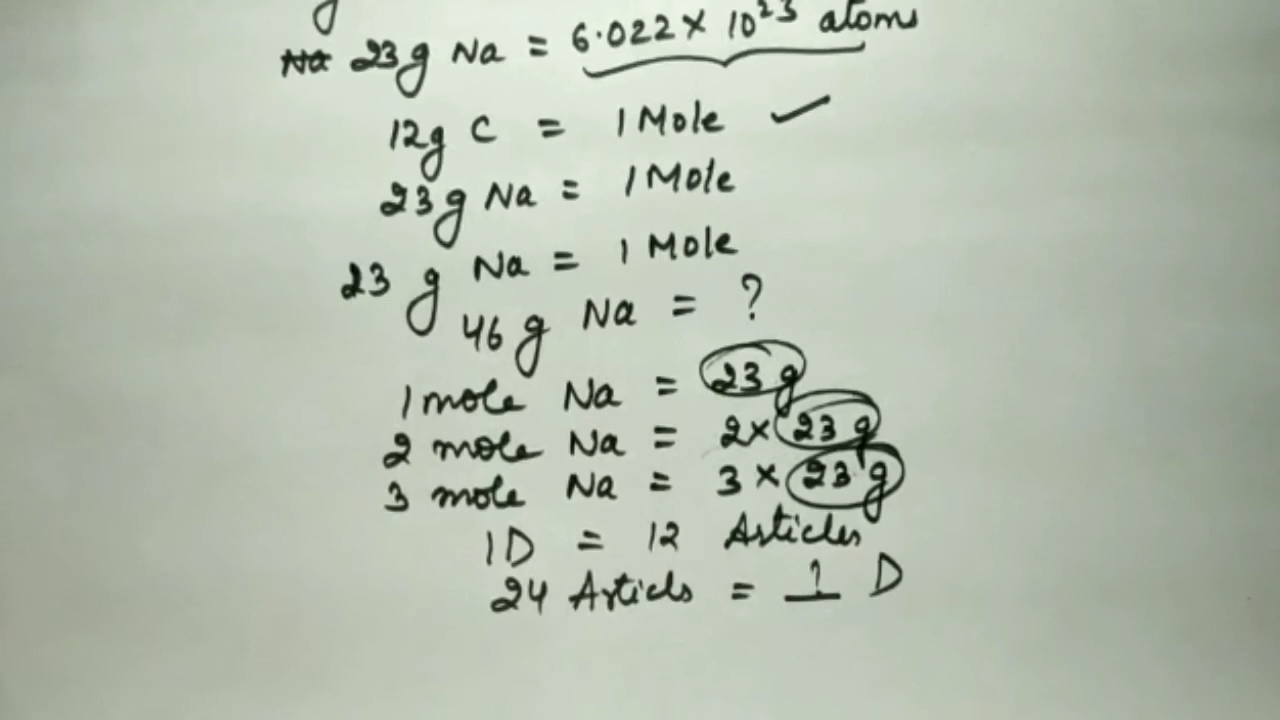 Na 23g Na = 6.022 × 10²³ atoms
12g C = 1 Mole ✓
23g Na = 1 Mole
23 g Na = 1 Mole
46 g Na = ?
1 mole Na = 23 g
2 mole Na = 2× 23 g
3 mole Na = 3 × 23 g
1D = 12 Articles
24 Articls = 1 D